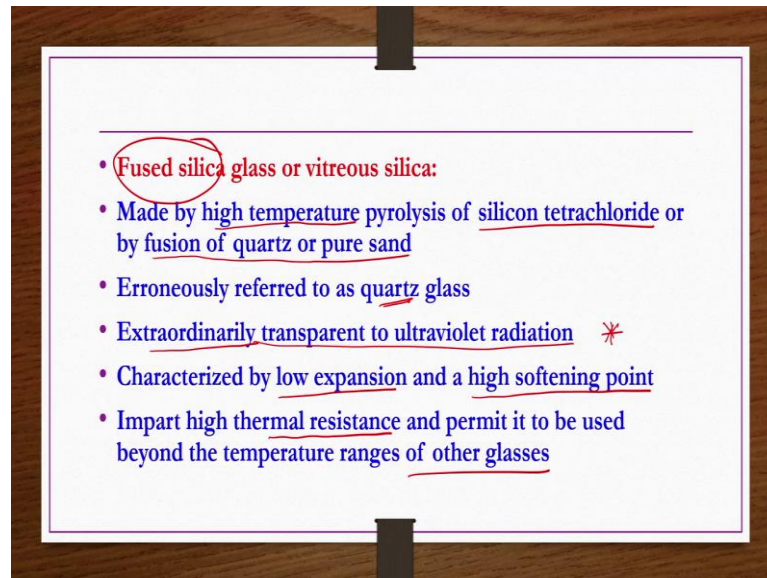 • Fused silica glass or vitreous silica:
• Made by high temperature pyrolysis of silicon tetrachloride or
by fusion of quartz or pure sand
• Erroneously referred to as quartz glass
• Extraordinarily transparent to ultraviolet radiation *
• Characterized by low expansion and a high softening point
• Impart high thermal resistance and permit it to be used
beyond the temperature ranges of other glasses